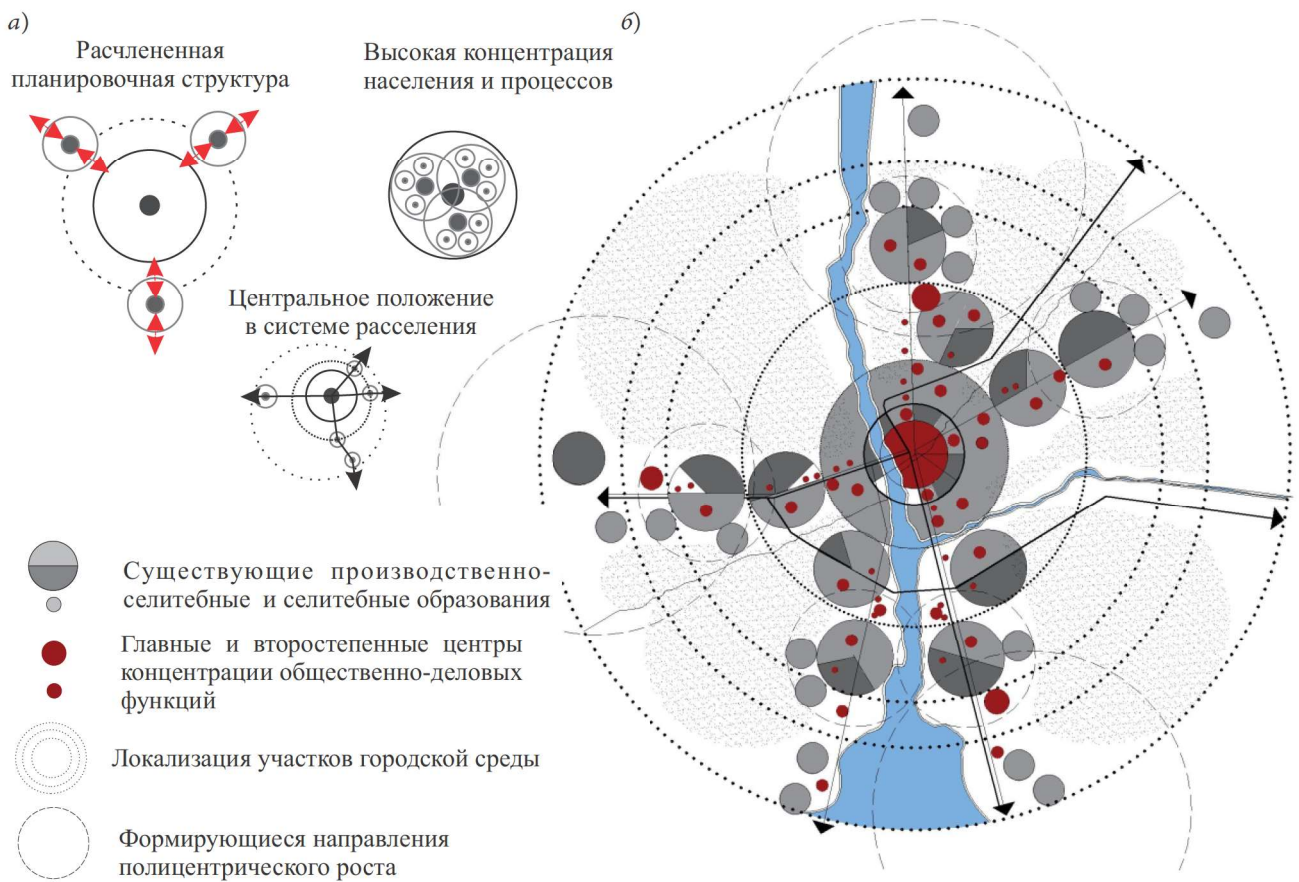 а)
Расчлененная
планировочная структура
Высокая концентрация
населения и процессов
Центральное положение
в системе расселения
б)
Существующие производственно-
селитебные и селитебные образования
Главные и второстепенные центры
концентрации общественно-деловых
функций
Локализация участков городской среды
Формирующиеся направления
полицентрического роста